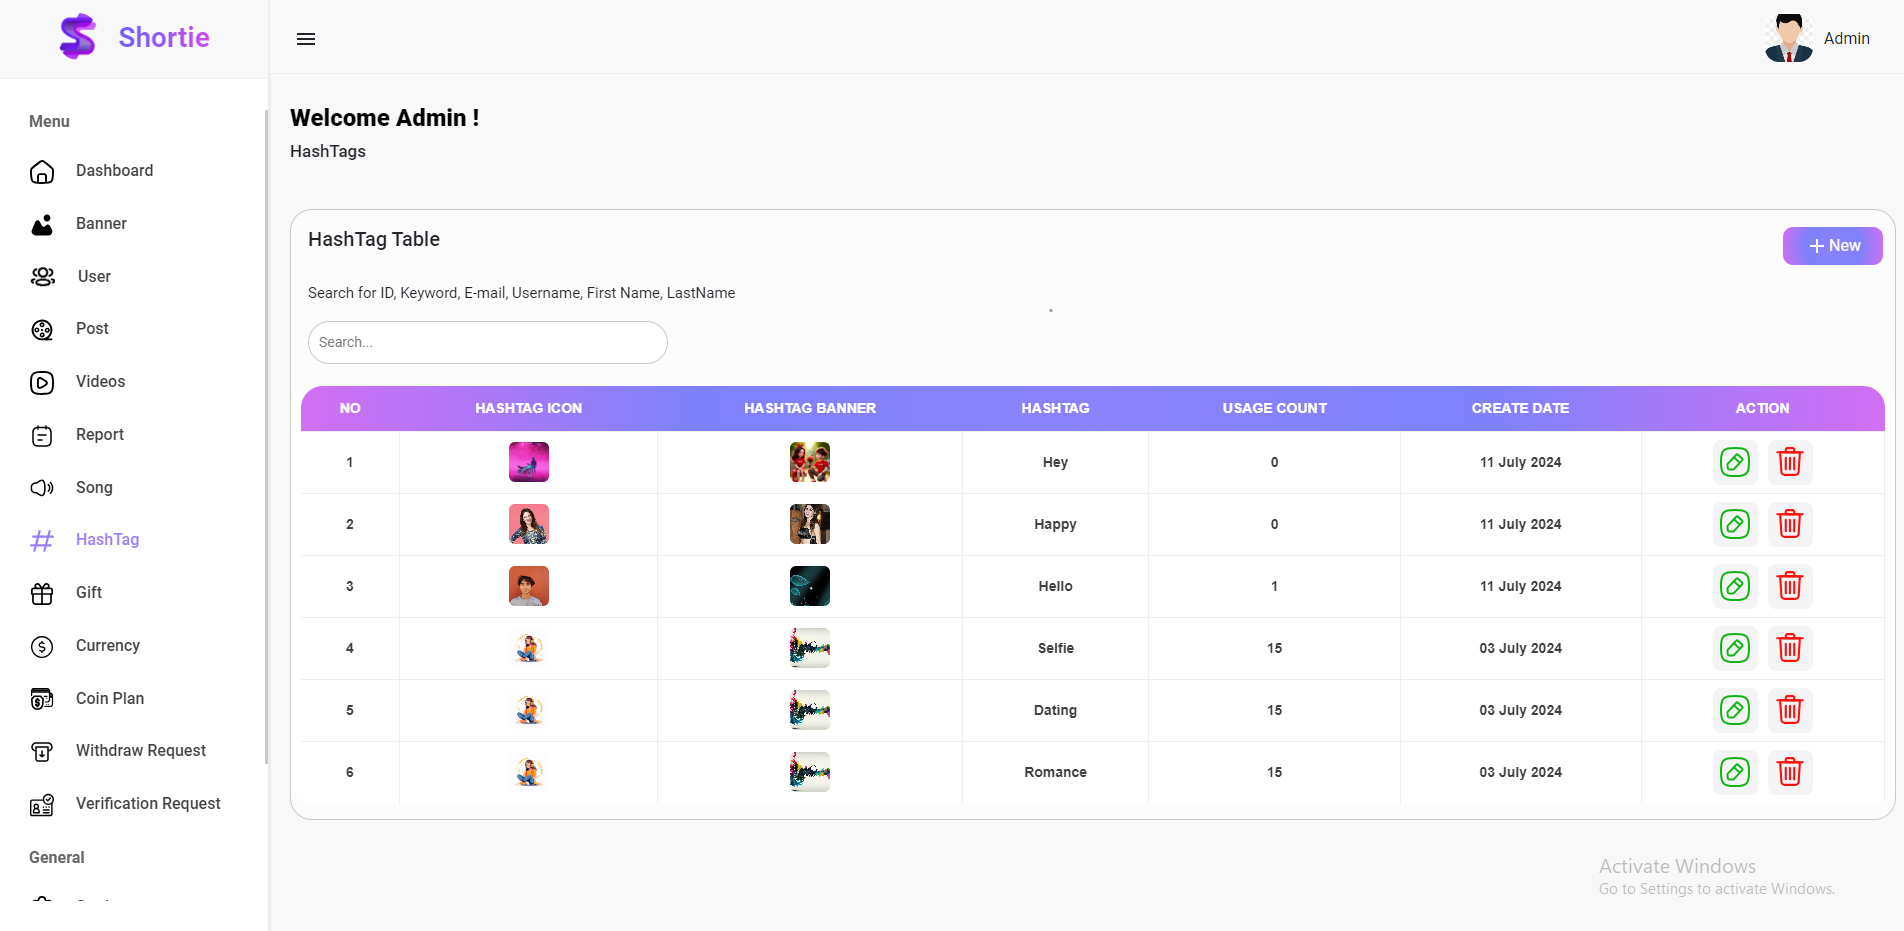 Shortie
Admin
Menu
Dashboard
Banner
User
Post
Videos
Report
Song
HashTag
Gift
Currency
Coin Plan
Withdraw Request
Verification Request
General
Welcome Admin !
HashTags
HashTag Table
New
Search for ID, Keyword, E-mail, Username, First Name, LastName
Search...
NO HASHTAG ICON HASHTAG BANNER HASHTAG USAGE COUNT CREATE DATE ACTION
1 Hey 0 11 July 2024
2 Happy 0 11 July 2024
3 Hello 1 11 July 2024
4 Selfie 15 03 July 2024
5 Dating 15 03 July 2024
6 Romance 15 03 July 2024
Activate Windows
Go to Settings to activate Windows.